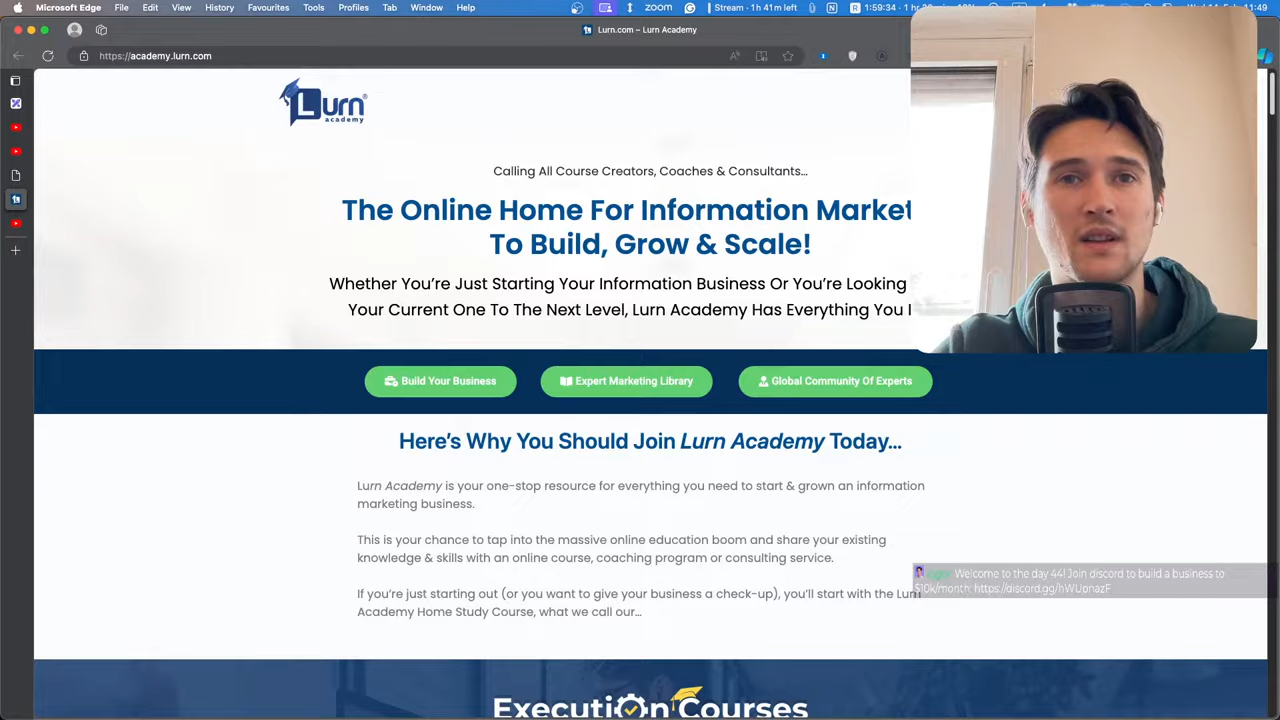 Microsoft Edge File Edit View History Favourites Tools Profiles Tab Window Help
zoom
Stream · 1h 41m left
1:59:34
11:49
Lurn.com – Lurn Academy
https://academy.lurn.com
Lurn®
academy
Calling All Course Creators, Coaches & Consultants...
The Online Home For Information Market
To Build, Grow & Scale!
Whether You're Just Starting Your Information Business Or You're Looking
Your Current One To The Next Level, Lurn Academy Has Everything You
Build Your Business
Expert Marketing Library
Global Community Of Experts
Here's Why You Should Join Lurn Academy Today...
Lurn Academy is your one-stop resource for everything you need to start & grown an information
marketing business.
This is your chance to tap into the massive online education boom and share your existing
knowledge & skills with an online course, coaching program or consulting service.
If you're just starting out (or you want to give your business a check-up), you'll start with the Lurn
Academy Home Study Course, what we call our...
Welcome to the day 44! Join discord to build a business to
$10k/month: https://discord.gg/hWUpnazF
Execution Courses